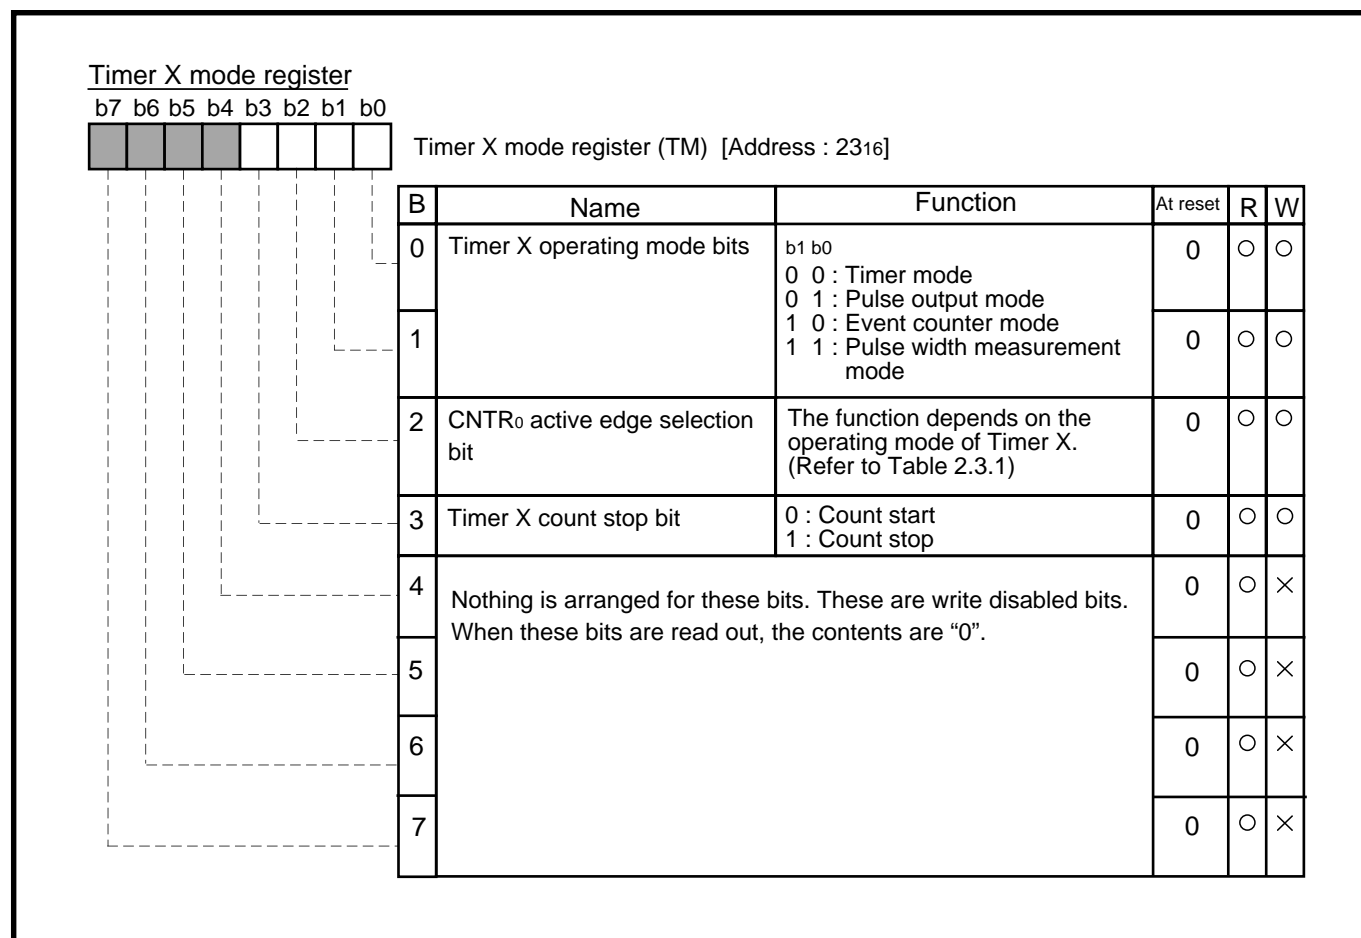 Timer X mode register
b7 b6 b5 b4 b3 b2 b1 b0
Timer X mode register (TM) [Address : 2316]
B Name Function At reset R W
0 Timer X operating mode bits b1 b0 0 ○ ○
0 0 : Timer mode
0 1 : Pulse output mode
1 0 : Event counter mode
1 1 1 : Pulse width measurement 0 ○ ○
mode
2 CNTR0 active edge selection The function depends on the 0 ○ ○
bit operating mode of Timer X.
(Refer to Table 2.3.1)
3 Timer X count stop bit 0 : Count start 0 ○ ○
1 : Count stop
4 Nothing is arranged for these bits. These are write disabled bits. 0 ○ ×
When these bits are read out, the contents are “0”.
5 0 ○ ×
6 0 ○ ×
7 0 ○ ×